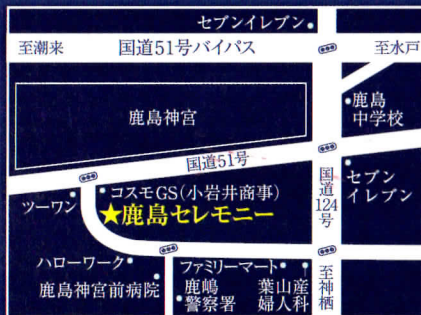 セブンイレブン
至潮来
国道51号バイパス
至水戸
鹿島
中学校
鹿島神宮
国道51号
セブン
イレブン
国道124号
ツーワン
コスモGS(小岩井商事)
★鹿島セレモニー
ハローワーク
鹿島神宮前病院
ファミリーマート
鹿嶋
警察署
葉山産
婦人科
至神栖